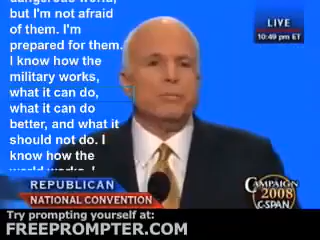 dangerous world,
but I'm not afraid
of them. I'm
prepared for them.
I know how the
military works,
what it can do,
what it can do
better, and what it
should not do. I
know how the
world works. I
LIVE
10:49 pm ET
CAMPAIGN
2008
C-SPAN
REPUBLICAN
NATIONAL CONVENTION
Try prompting yourself at:
FREEPROMPTER.COM